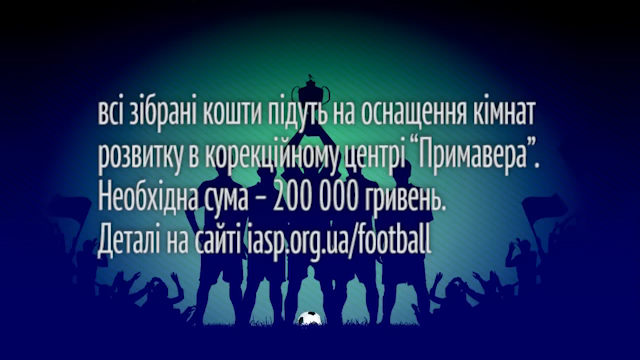 всі зібрані кошти підуть на оснащення кімнат
розвитку в корекційному центрі “Примавера”.
Необхідна сума – 200 000 гривень.
Деталі на сайті iasp.org.ua/football